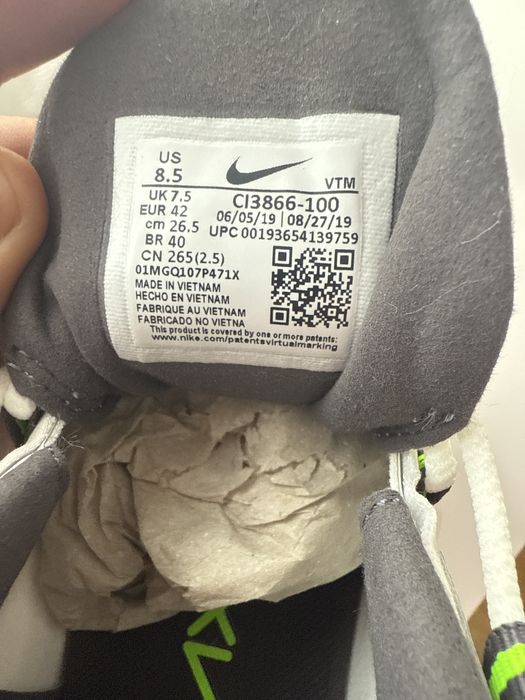 US
8.5
VTM
UK 7.5
CI3866-100
EUR 42
06/05/19 | 08/27/19
cm 26.5
UPC 00193654139759
BR 40
CN 265(2.5)
01MGQ107P471X
MADE IN VIETNAM
HECHO EN VIETNAM
FABRIQUE AU VIETNAM
FABRICADO NO VIETNA
This product is covered by one or more patents:
www.nike.com/patentsvirtualmarking